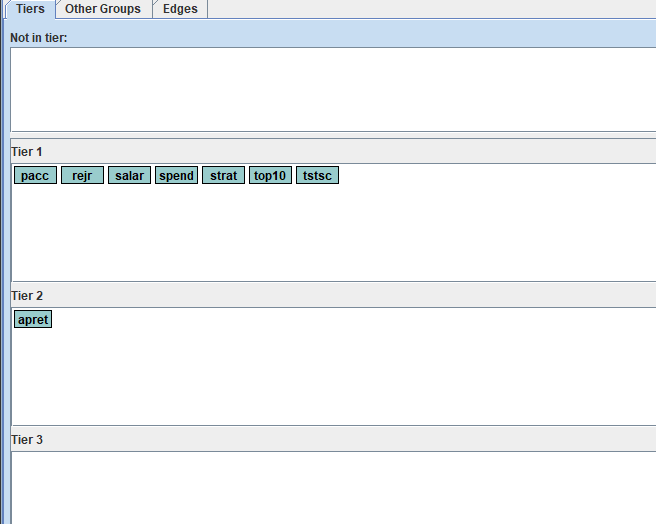 Tiers Other Groups Edges
Not in tier:
Tier 1
pacc rejr salar spend strat top10 tstsc
Tier 2
apret
Tier 3